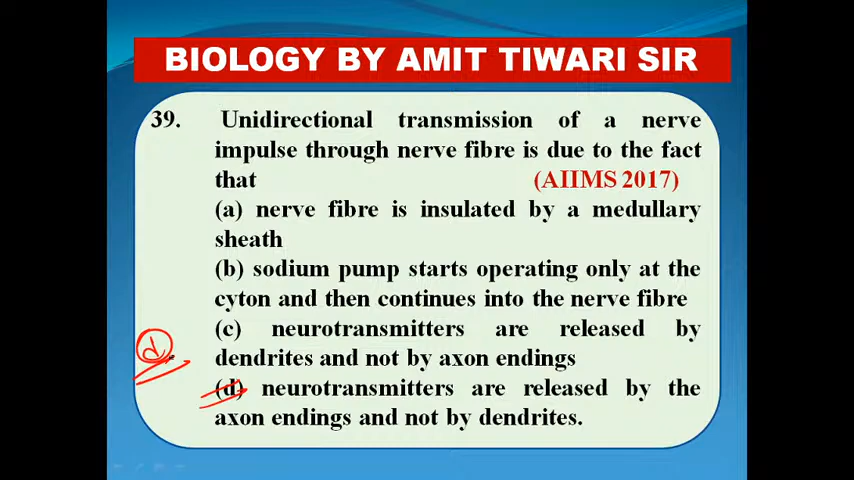 BIOLOGY BY AMIT TIWARI SIR
39. Unidirectional transmission of a nerve
impulse through nerve fibre is due to the fact
that (AIIMS 2017)
(a) nerve fibre is insulated by a medullary
sheath
(b) sodium pump starts operating only at the
cyton and then continues into the nerve fibre
(c) neurotransmitters are released by
dendrites and not by axon endings
d
(d) neurotransmitters are released by the
axon endings and not by dendrites.